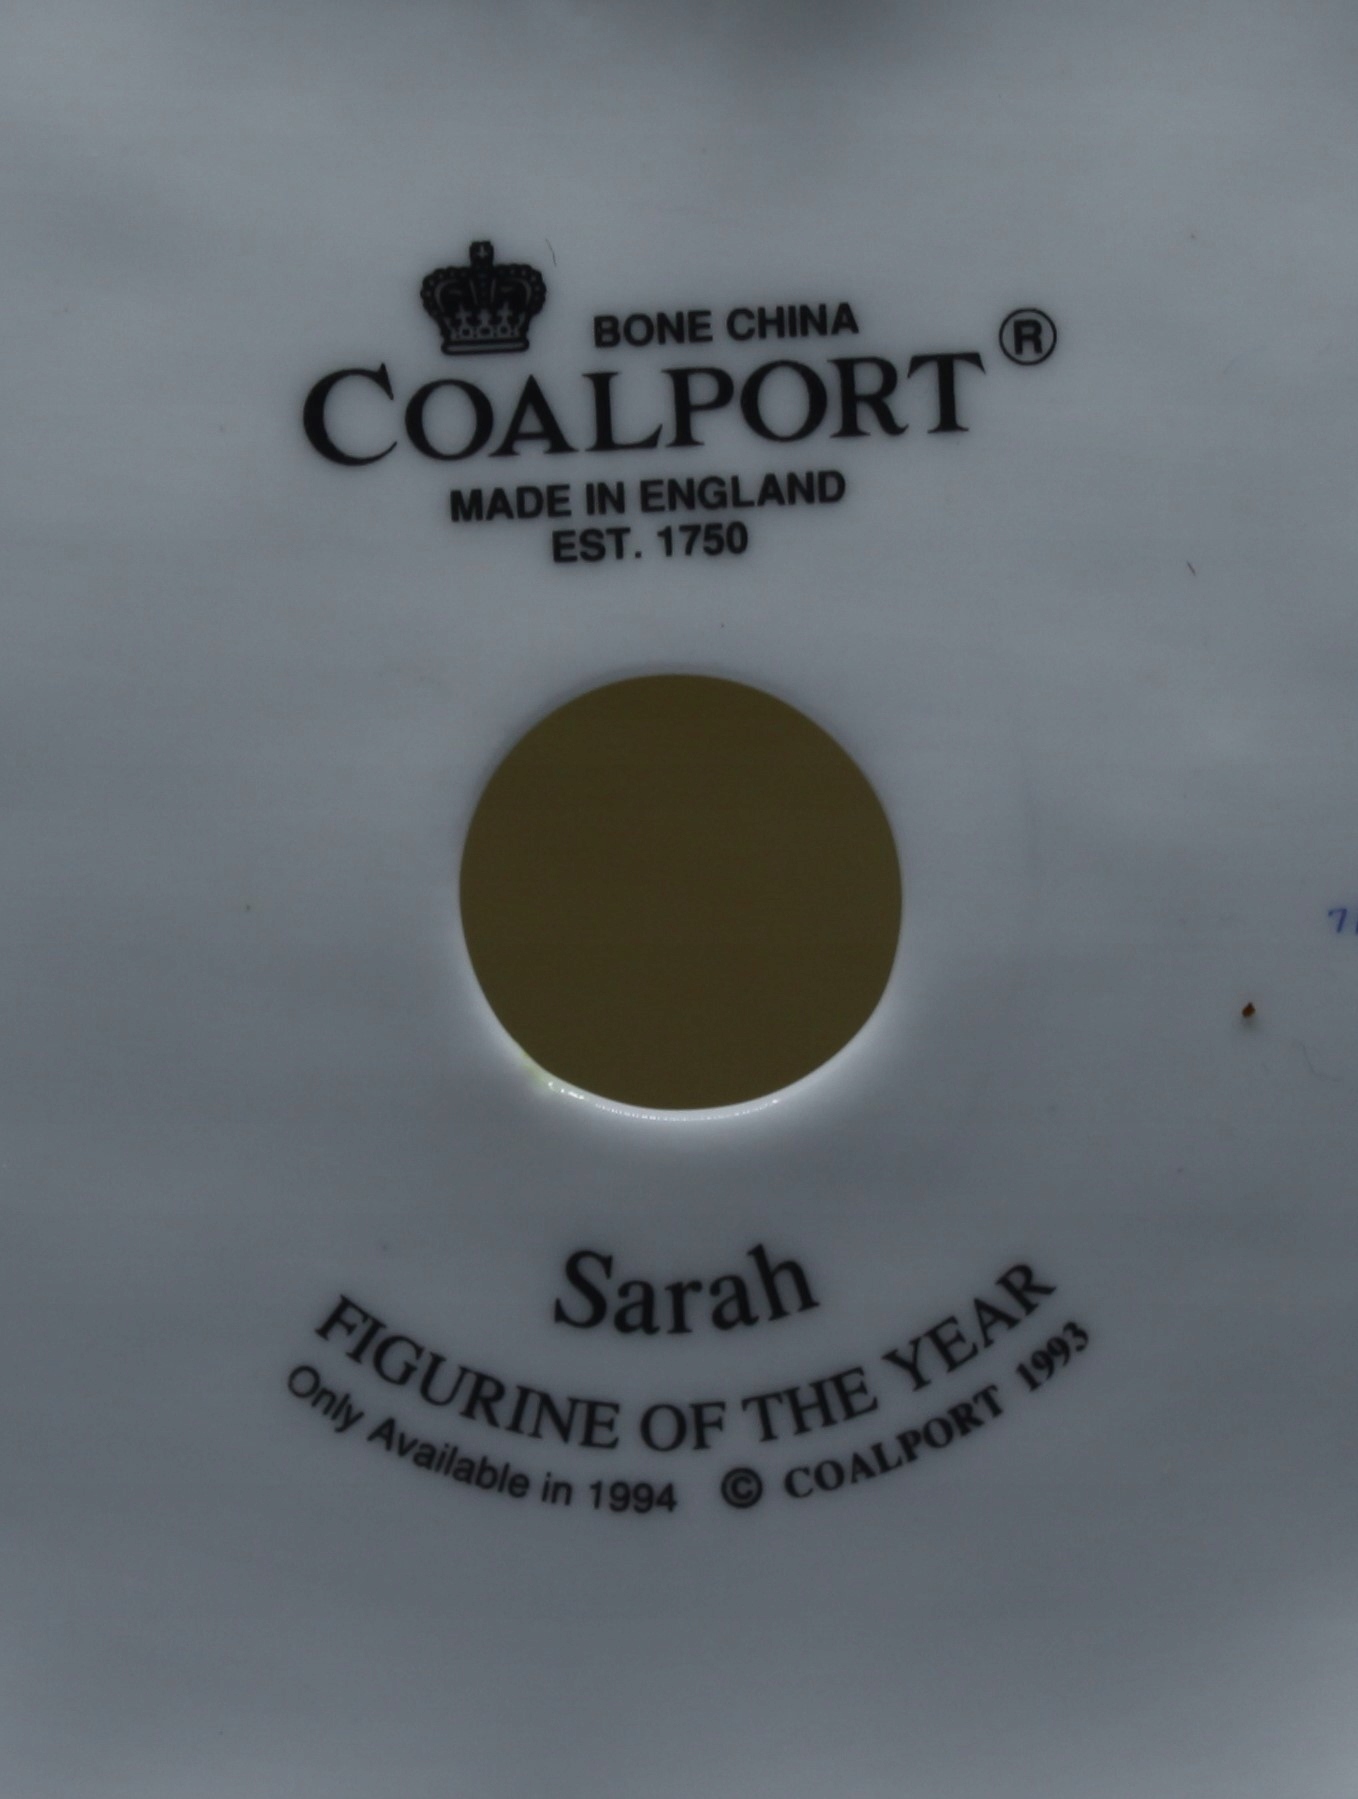 BONE CHINA
COALPORT ®
MADE IN ENGLAND
EST. 1750
Sarah
FIGURINE OF THE YEAR
Only Available in 1994 © COALPORT 1993